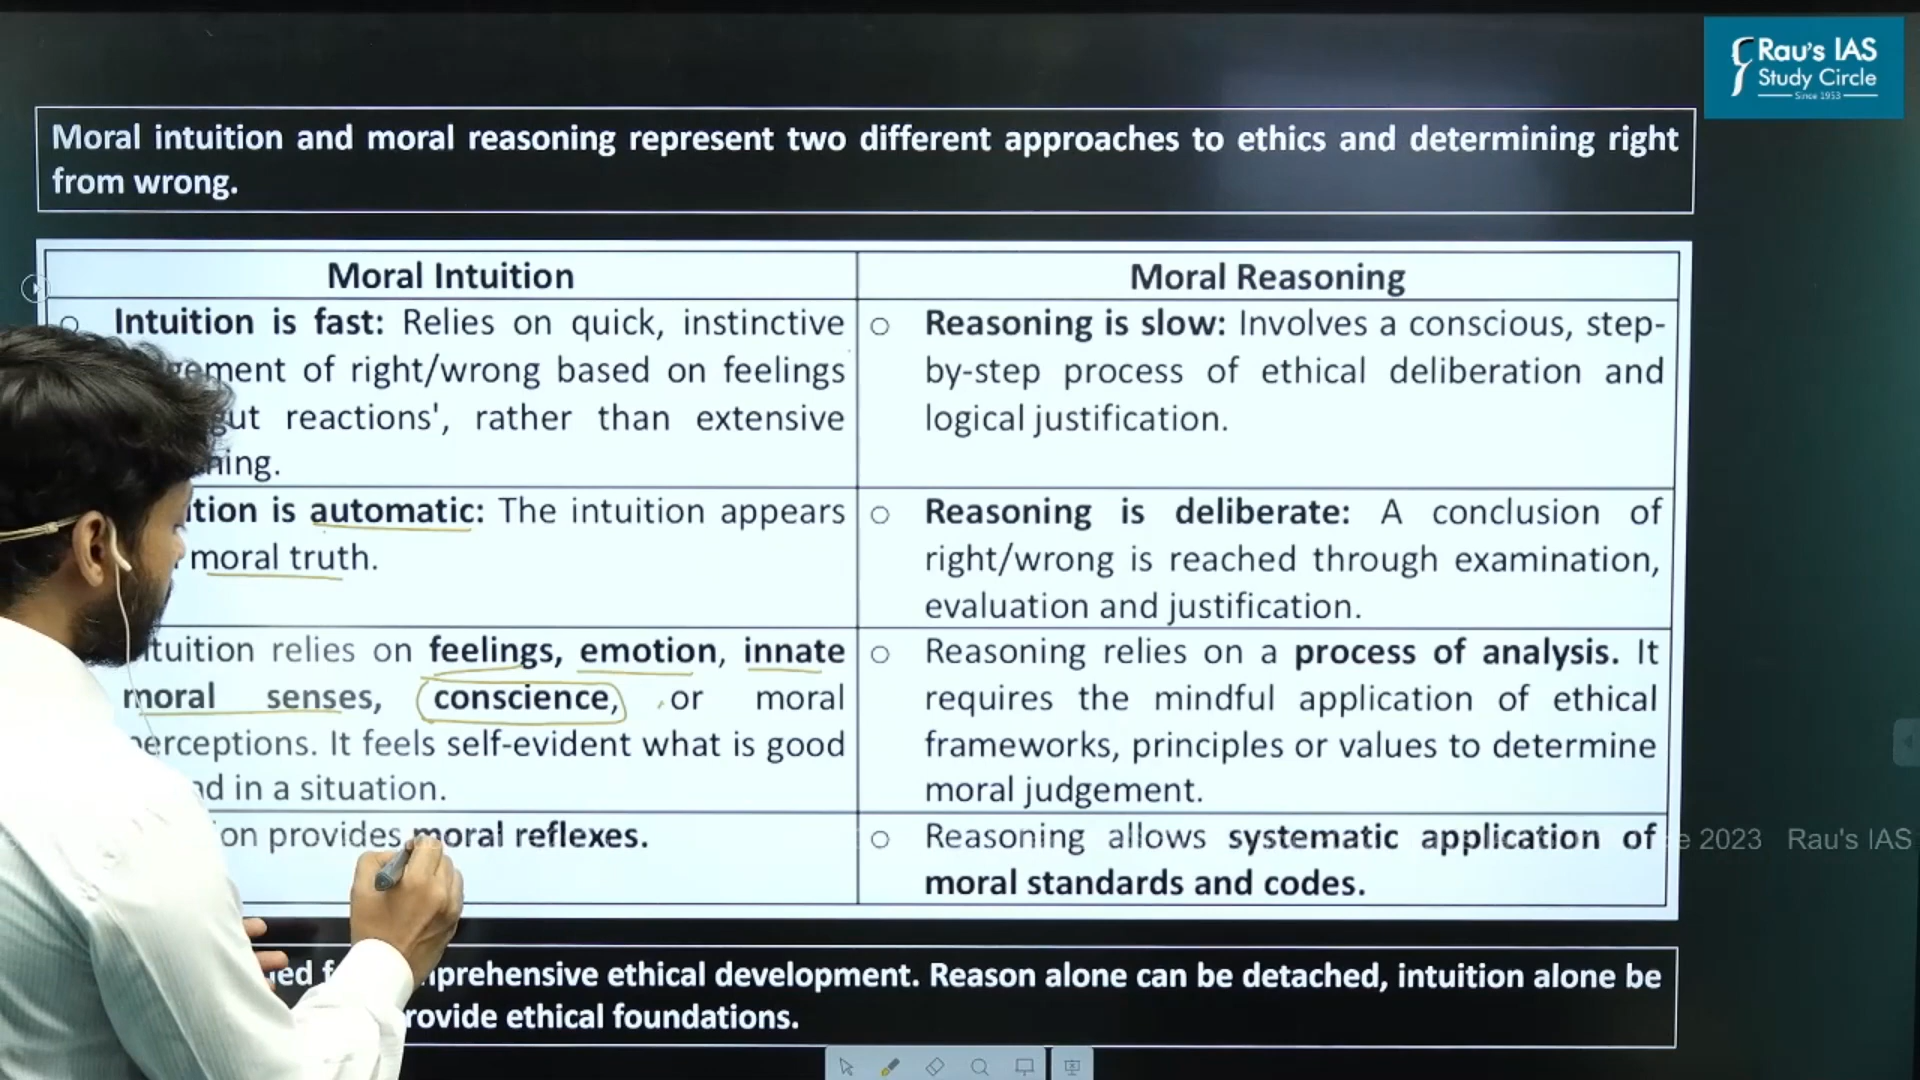 Rau's IAS
Study Circle
Since 1953
Moral intuition and moral reasoning represent two different approaches to ethics and determining right
from wrong.
Moral Intuition
Moral Reasoning
○ Intuition is fast: Relies on quick, instinctive
gement of right/wrong based on feelings
gut reactions', rather than extensive
ning.
○ Reasoning is slow: Involves a conscious, step-
by-step process of ethical deliberation and
logical justification.
ition is automatic: The intuition appears
moral truth.
○ Reasoning is deliberate: A conclusion of
right/wrong is reached through examination,
evaluation and justification.
tuition relies on feelings, emotion, innate
moral senses, conscience, or moral
perceptions. It feels self-evident what is good
ad in a situation.
○ Reasoning relies on a process of analysis. It
requires the mindful application of ethical
frameworks, principles or values to determine
moral judgement.
on provides moral reflexes.
○ Reasoning allows systematic application of
moral standards and codes.
e 2023 Rau's IAS
prehensive ethical development. Reason alone can be detached, intuition alone be
rovide ethical foundations.